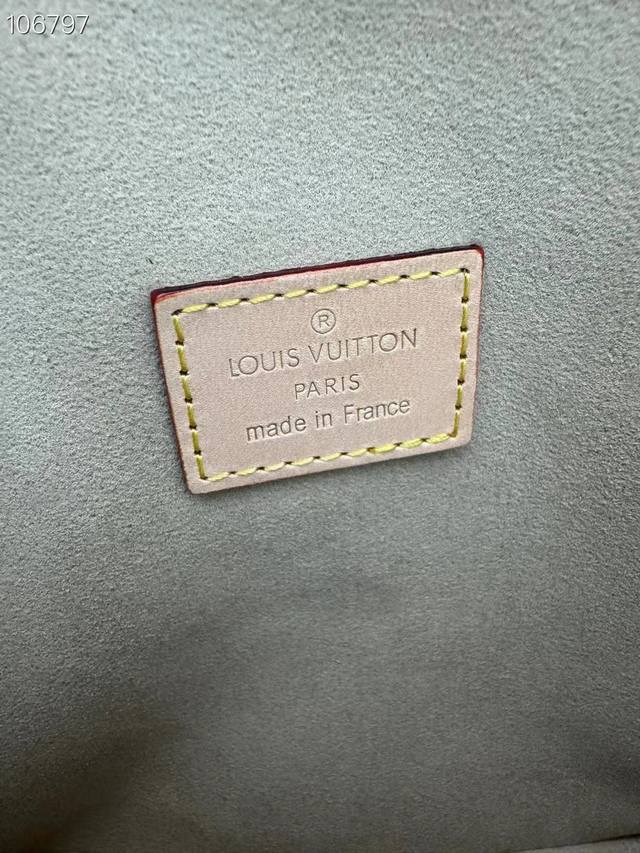 106797
®
LOUIS VUITTON
PARIS
made in France